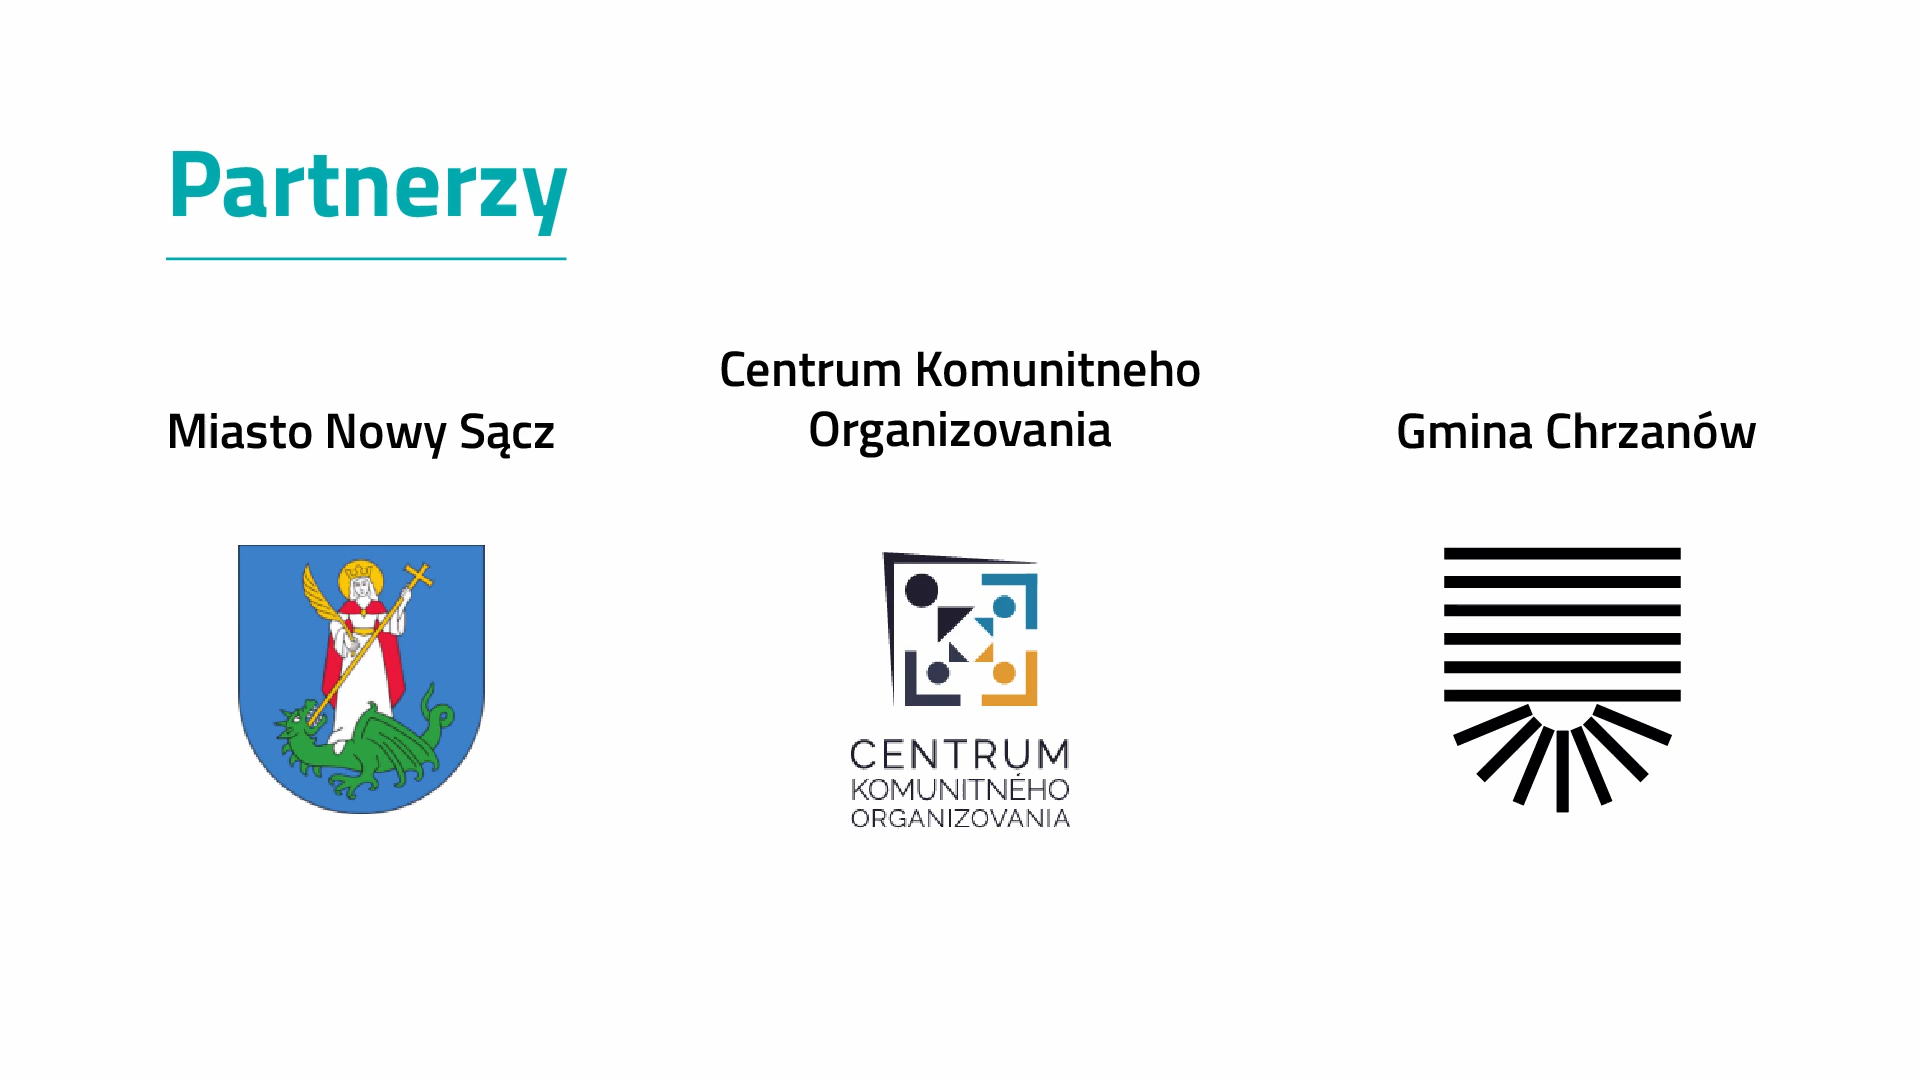 Partnerzy
Miasto Nowy Sącz
Centrum Komunitneho
Organizovania
Gmina Chrzanów
CENTRUM
KOMUNITNÉHO
ORGANIZOVANIA